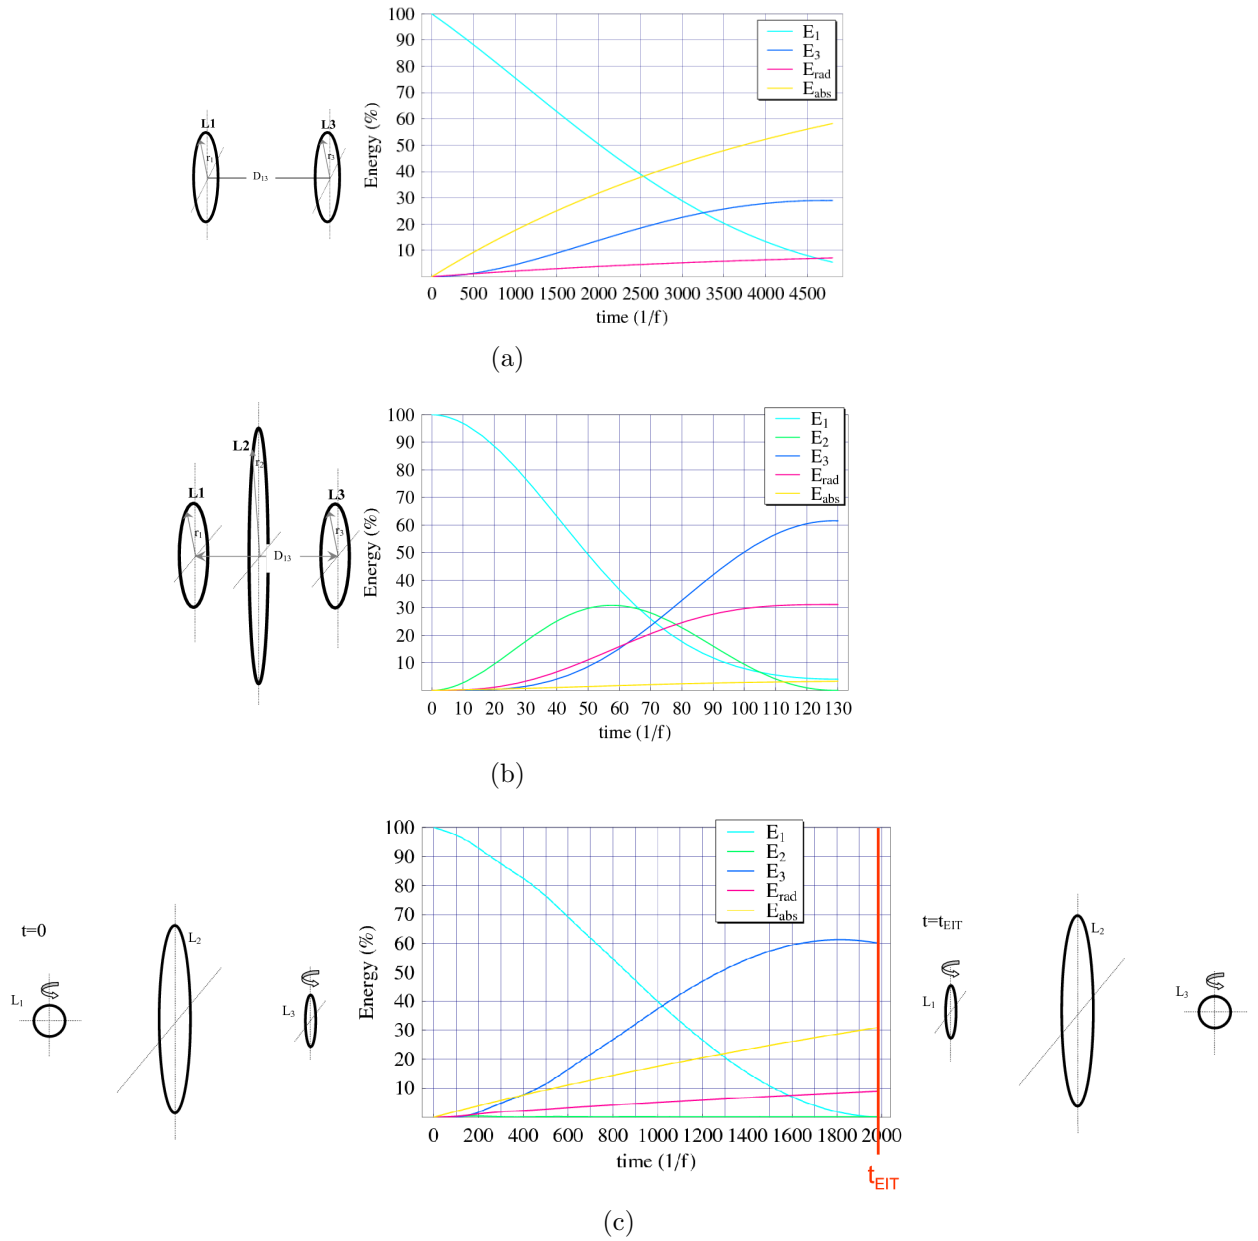 100
90
80
70
60
50
40
30
20
10
Energy (%)
E1
E3
Erad
Eabs
L1
L3
r1
r3
D13
0 500 1000 1500 2000 2500 3000 3500 4000 4500
time (1/f)
(a)
100
90
80
70
60
50
40
30
20
10
Energy (%)
E1
E2
E3
Erad
Eabs
L2
r2
L1
L3
r1
r3
D13
0 10 20 30 40 50 60 70 80 90 100 110 120 130
time (1/f)
(b)
t=0
L1
L2
L3
100
90
80
70
60
50
40
30
20
10
Energy (%)
E1
E2
E3
Erad
Eabs
0 200 400 600 800 1000 1200 1400 1600 1800 2000
time (1/f)
tEIT
t=tEIT
L1
L2
L3
(c)